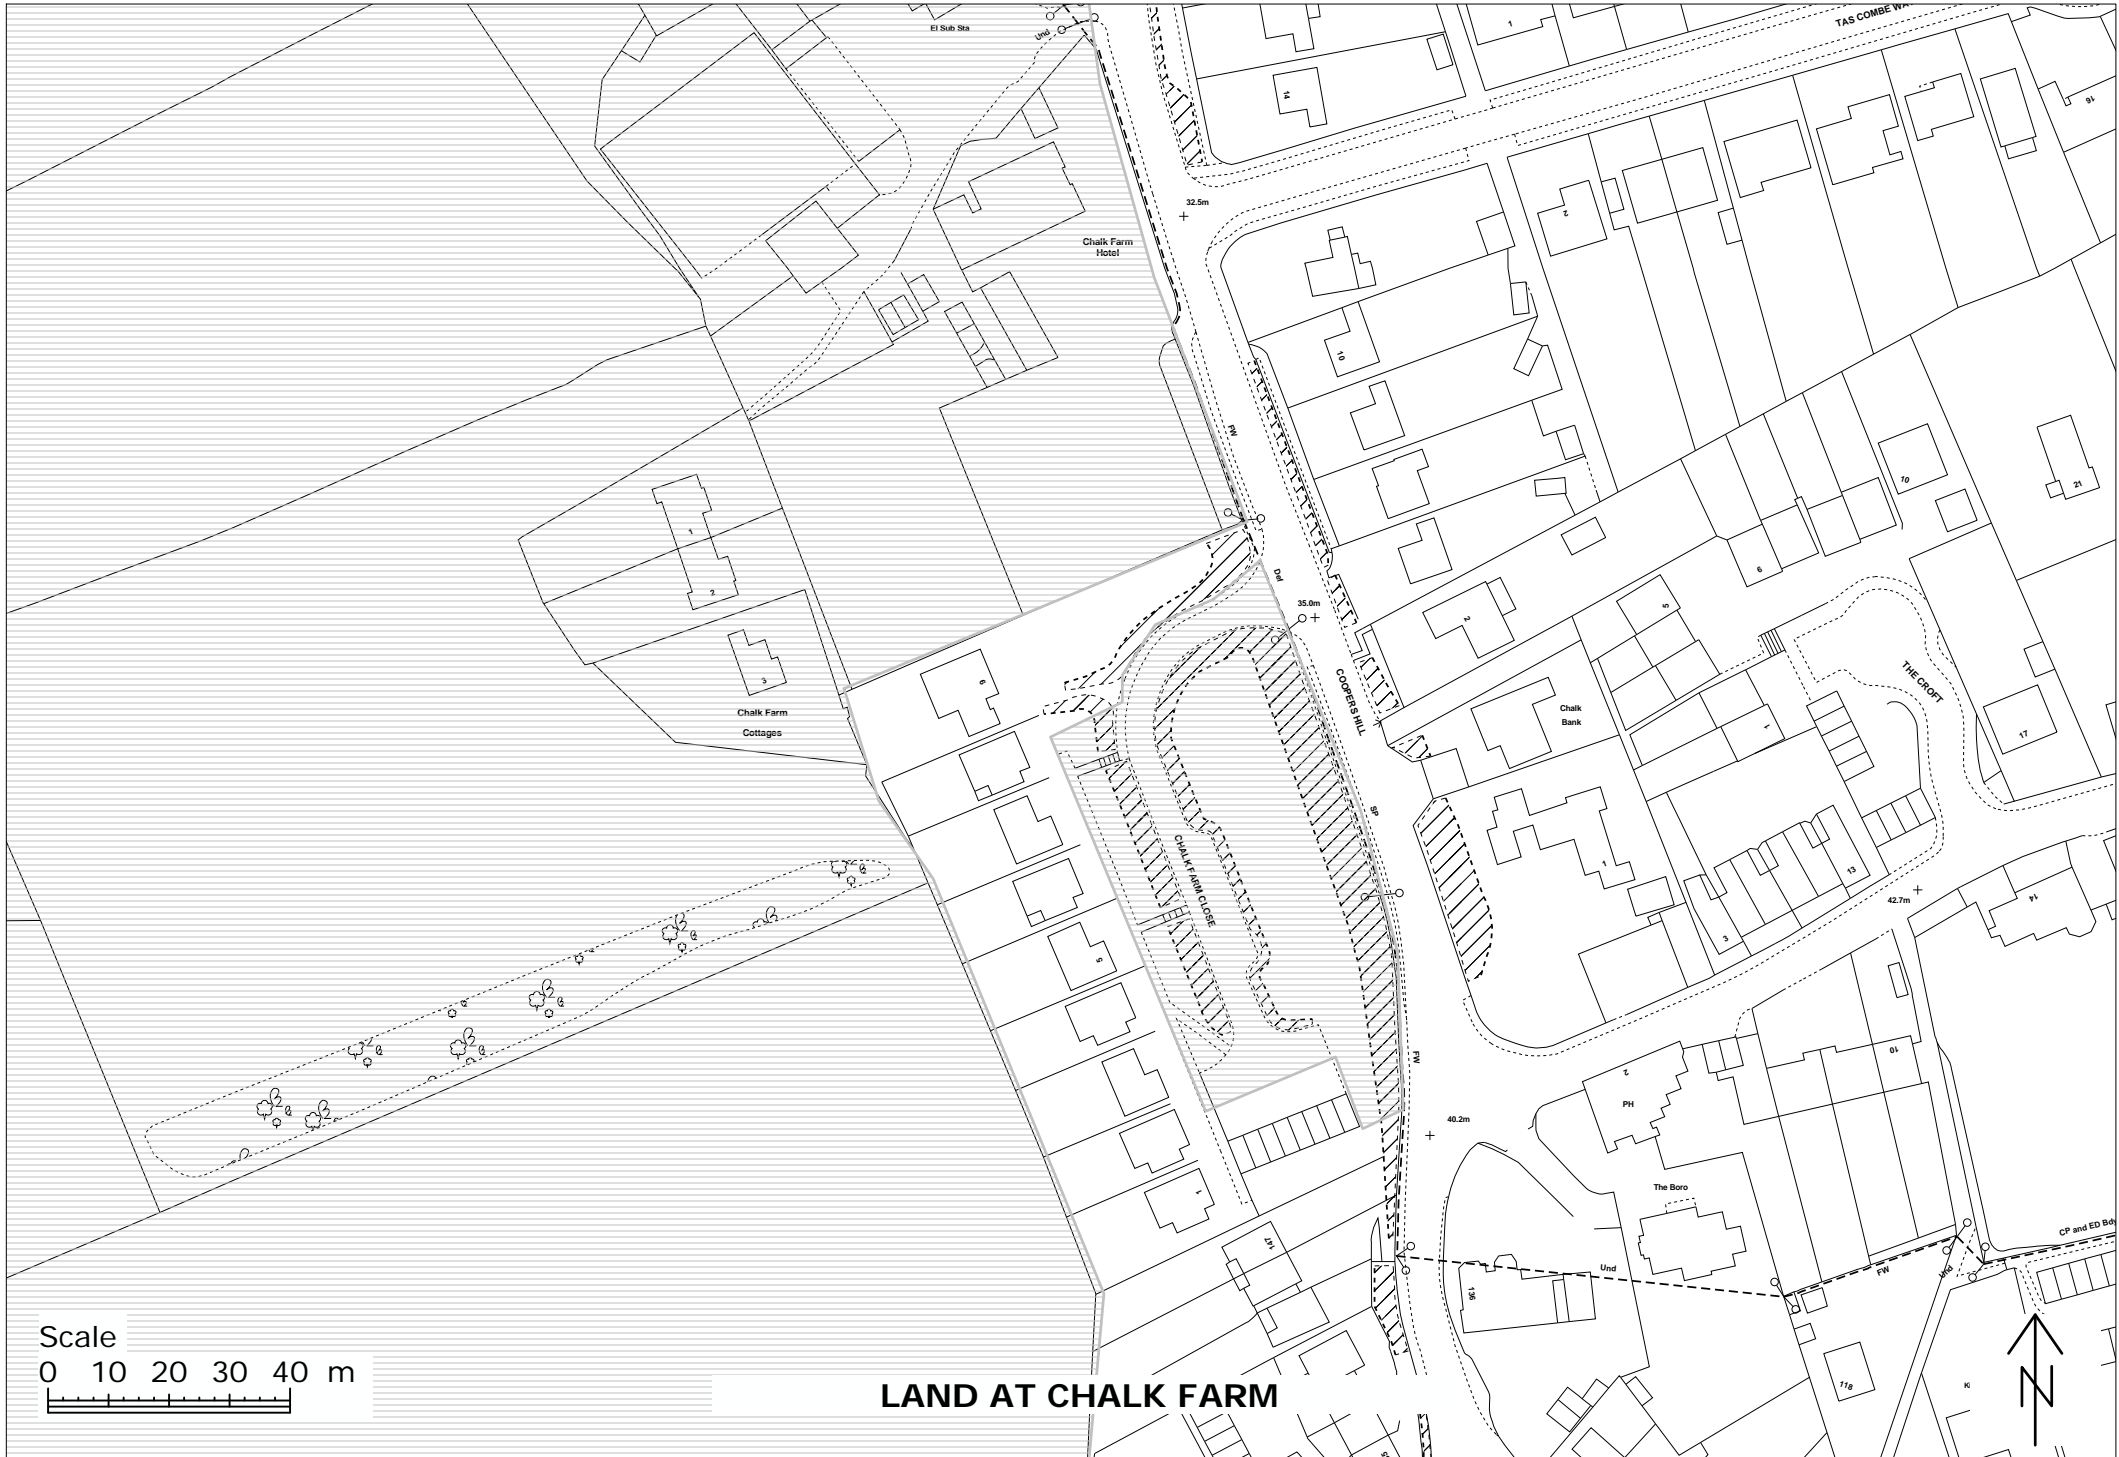 El Sub Sta
Und
1
TAS COMBE WA
14
16
32.5m
2
Chalk Farm
Hotel
10
FW
10
21
1
2
3
Chalk Farm
Cottages
Def
35.0m
6
5
2
THE CROFT
COOPERS HILL
Chalk
Bank
1
17
9
SP
CHALK FARM CLOSE
1
13
3
42.7m
14
5
FW
10
40.2m
2
PH
The Boro
1
147
CP and ED Bdy
Und
FW
Und
136
118
Scale
0 10 20 30 40 m
LAND AT CHALK FARM
N